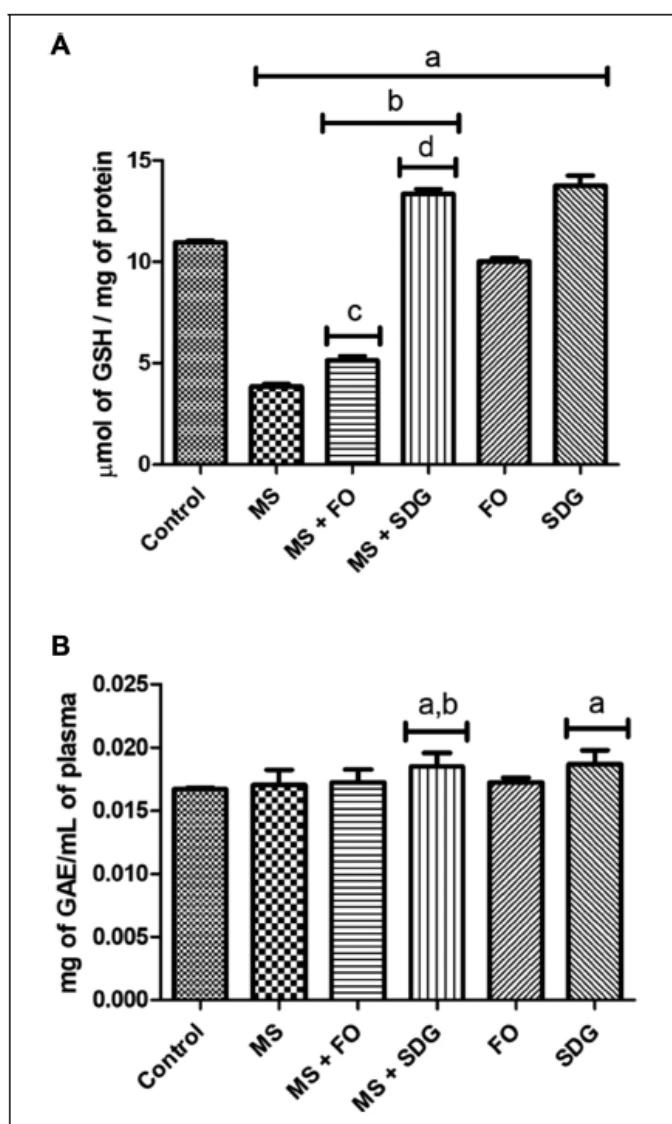 A
a
b
d
c
μmol of GSH / mg of protein
15
10
5
0
Control
MS
MS + FO
MS + SDG
FO
SDG
B
a,b
a
mg of GAE/mL of plasma
0.025
0.020
0.015
0.010
0.005
0.000
Control
MS
MS + FO
MS + SDG
FO
SDG